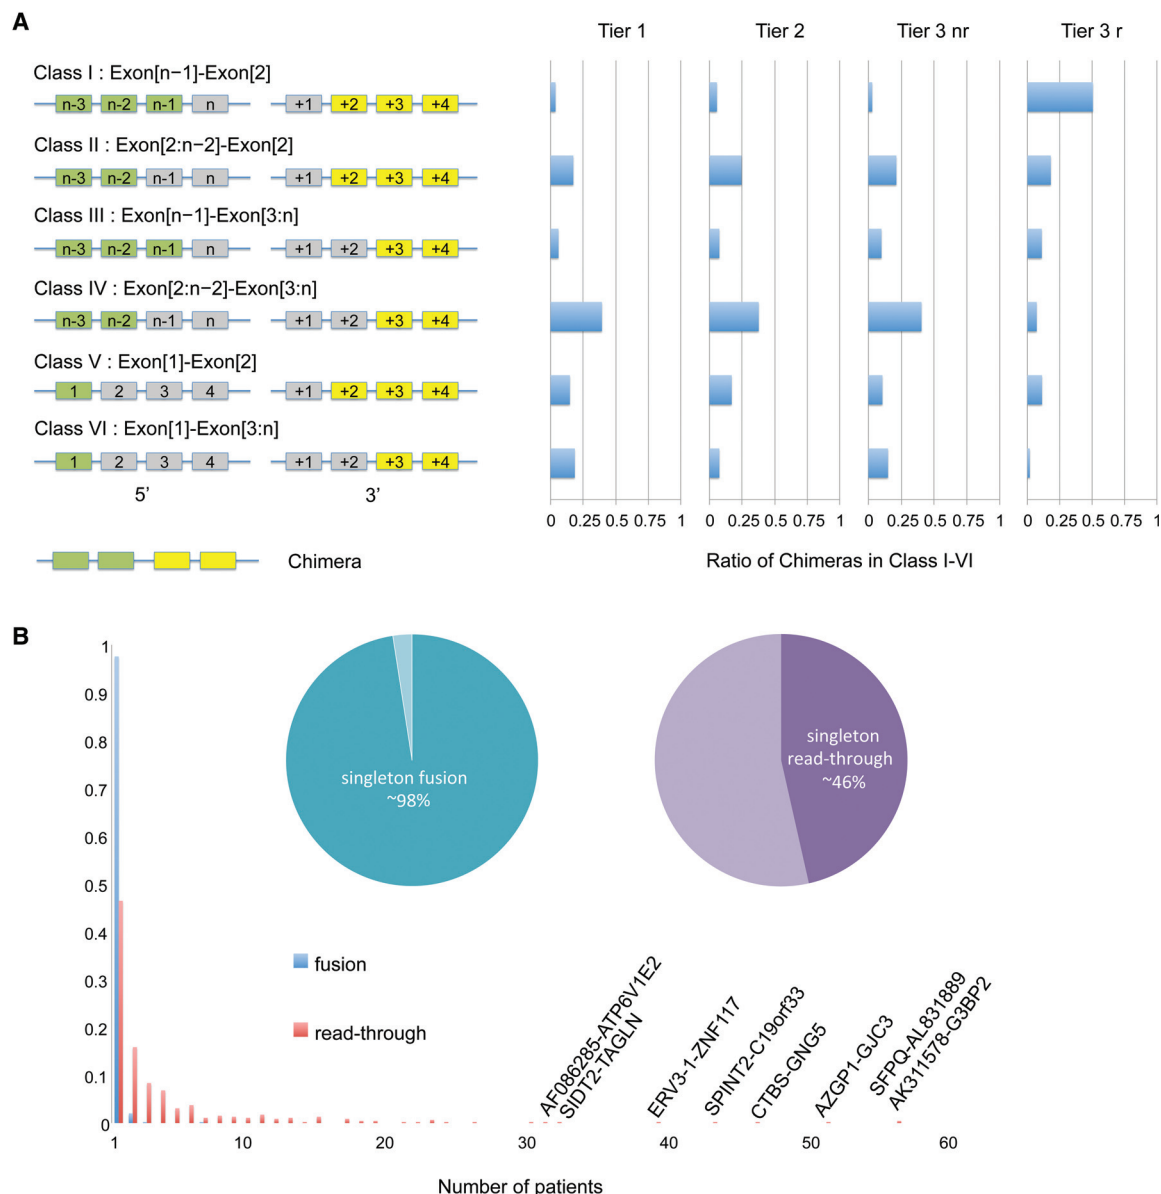 A
Tier 1 Tier 2 Tier 3 nr Tier 3 r
Class I : Exon[n−1]-Exon[2]
n-3 n-2 n-1 n +1 +2 +3 +4
Class II : Exon[2:n−2]-Exon[2]
n-3 n-2 n-1 n +1 +2 +3 +4
Class III : Exon[n−1]-Exon[3:n]
n-3 n-2 n-1 n +1 +2 +3 +4
Class IV : Exon[2:n−2]-Exon[3:n]
n-3 n-2 n-1 n +1 +2 +3 +4
Class V : Exon[1]-Exon[2]
1 2 3 4 +1 +2 +3 +4
Class VI : Exon[1]-Exon[3:n]
1 2 3 4 +1 +2 +3 +4
5’ 3’
0 0.25 0.5 0.75 1 0 0.25 0.5 0.75 1 0 0.25 0.5 0.75 1 0 0.25 0.5 0.75 1
Chimera
Ratio of Chimeras in Class I-VI
B
1
0.9
0.8
0.7
0.6
0.5
0.4
0.3
0.2
0.1
0
singleton fusion
~98%
singleton
read-through
~46%
fusion
read-through
AF086285-ATP6V1E2
SIDT2-TAGLN
ERV3-1-ZNF117
SPINT2-C19orf33
CTBS-GNG5
AZGP1-GJC3
SFPQ-AL831889
AK311578-G3BP2
1 10 20 30 40 50 60
Number of patients